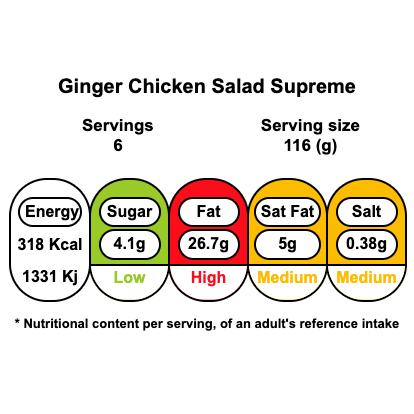 Ginger Chicken Salad Supreme
Servings Serving size
6 116 (g)
Energy Sugar Fat Sat Fat Salt
318 Kcal 4.1g 26.7g 5g 0.38g
1331 Kj Low High Medium Medium
* Nutritional content per serving, of an adult's reference intake